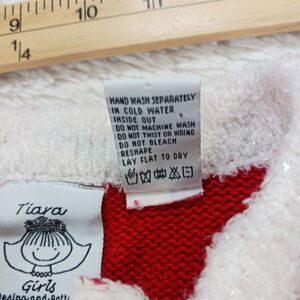 9
10
11
1/4
HAND WASH SEPARATELY
IN COLD WATER
INSIDE OUT
DO NOT MACHINE WASH
DO NOT TWIST OR WRING
DO NOT BLEACH
RESHAPE
LAY FLAT TO DRY
Tiara
Girls